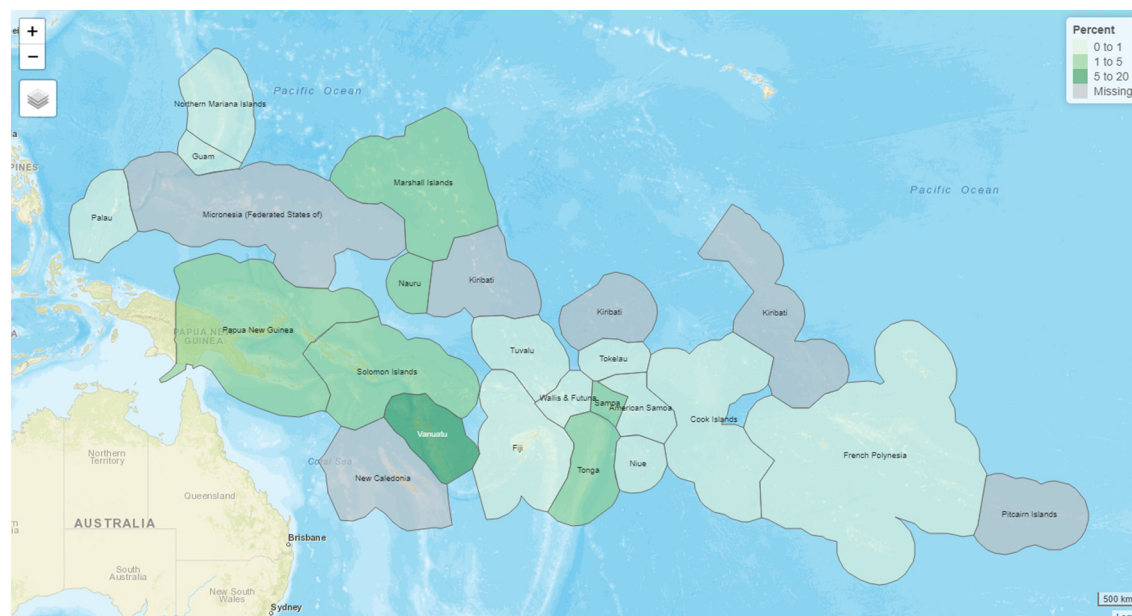 +
−
Percent
0 to 1
1 to 5
5 to 20
Missing
Pacific Ocean
Northern Mariana Islands
Guam
PINES
Marshall Islands
Palau
Micronesia (Federated States of)
Pacific Ocean
Nauru
Kiribati
Kiribati
Kiribati
Papua New Guinea
PAPUA NEW
GUINEA
Tuvalu
Tokelau
Solomon Islands
Wallis & Futuna
Samoa
American Samoa
Cook Islands
Vanuatu
Fiji
French Polynesia
Coral Sea
Northern
Territory
Tonga
Niue
New Caledonia
Queensland
Pitcairn Islands
AUSTRALIA
Brisbane
South
Australia
New South
Wales
500 km
Sydney